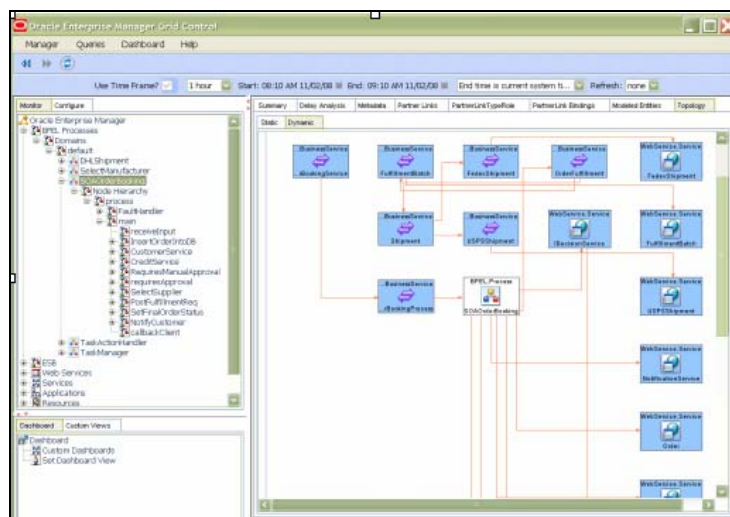 Oracle Enterprise Manager Grid Control
Manager Queries Dashboard Help
Use Time Frame? 1 hour Start: 08:10 AM 11/02/08 End: 09:10 AM 11/02/08 End time is current system ti... Refresh: none
Monitor Configure
Oracle Enterprise Manager
BPEL Processes
Domains
default
DHLShipment
SelectManufacturer
SOAOrderBooking
Node Hierarchy
process
FaultHandler
main
receiveInput
InsertOrderIntoDB
CustomerService
CreditService
RequiresManualApproval
requiresApproval
SelectSupplier
PostFulfillmentReq
SetFinalOrderStatus
NotifyCustomer
callbackClient
TaskActionHandler
TaskManager
ESB
Web Services
Services
Applications
Resources
Dashboard Custom Views
Dashboard
Custom Dashboards
Set Dashboard View
Summary Delay Analysis Metadata Partner Links PartnerLinkTypeRole PartnerLink Bindings Modeled Entities Topology
Static Dynamic
..BusinessService
..kBookingService
..BusinessService
FulfillmentBatch
..BusinessService
FedexShipment
..BusinessService
OrderFulfillment
WebService.Service
FedexShipment
..BusinessService
Shipment
..BusinessService
USPSShipment
WebService.Service
IDecisionService
WebService.Service
FulfillmentBatch
..BusinessService
..rBookingProcess
BPEL.Process
SOAOrderBooking
WebService.Service
USPSShipment
WebService.Service
NotificationService
WebService.Service
Order
WebService.Service